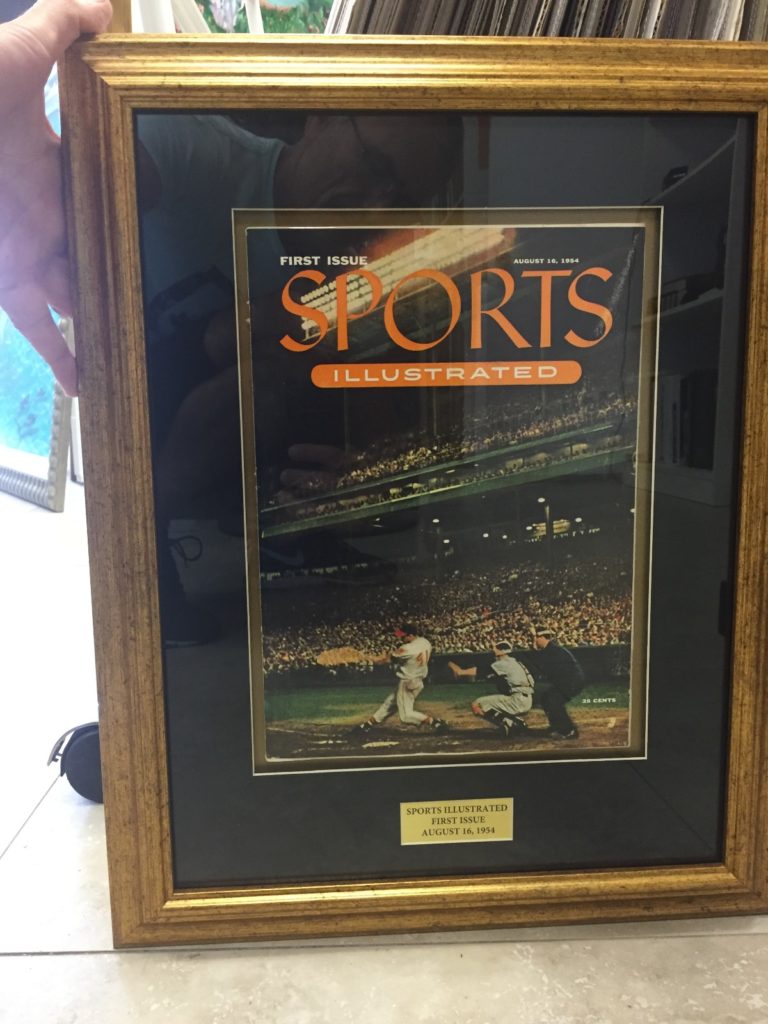 FIRST ISSUE
AUGUST 16, 1954
SPORTS
ILLUSTRATED
25 CENTS
SPORTS ILLUSTRATED
FIRST ISSUE
AUGUST 16, 1954